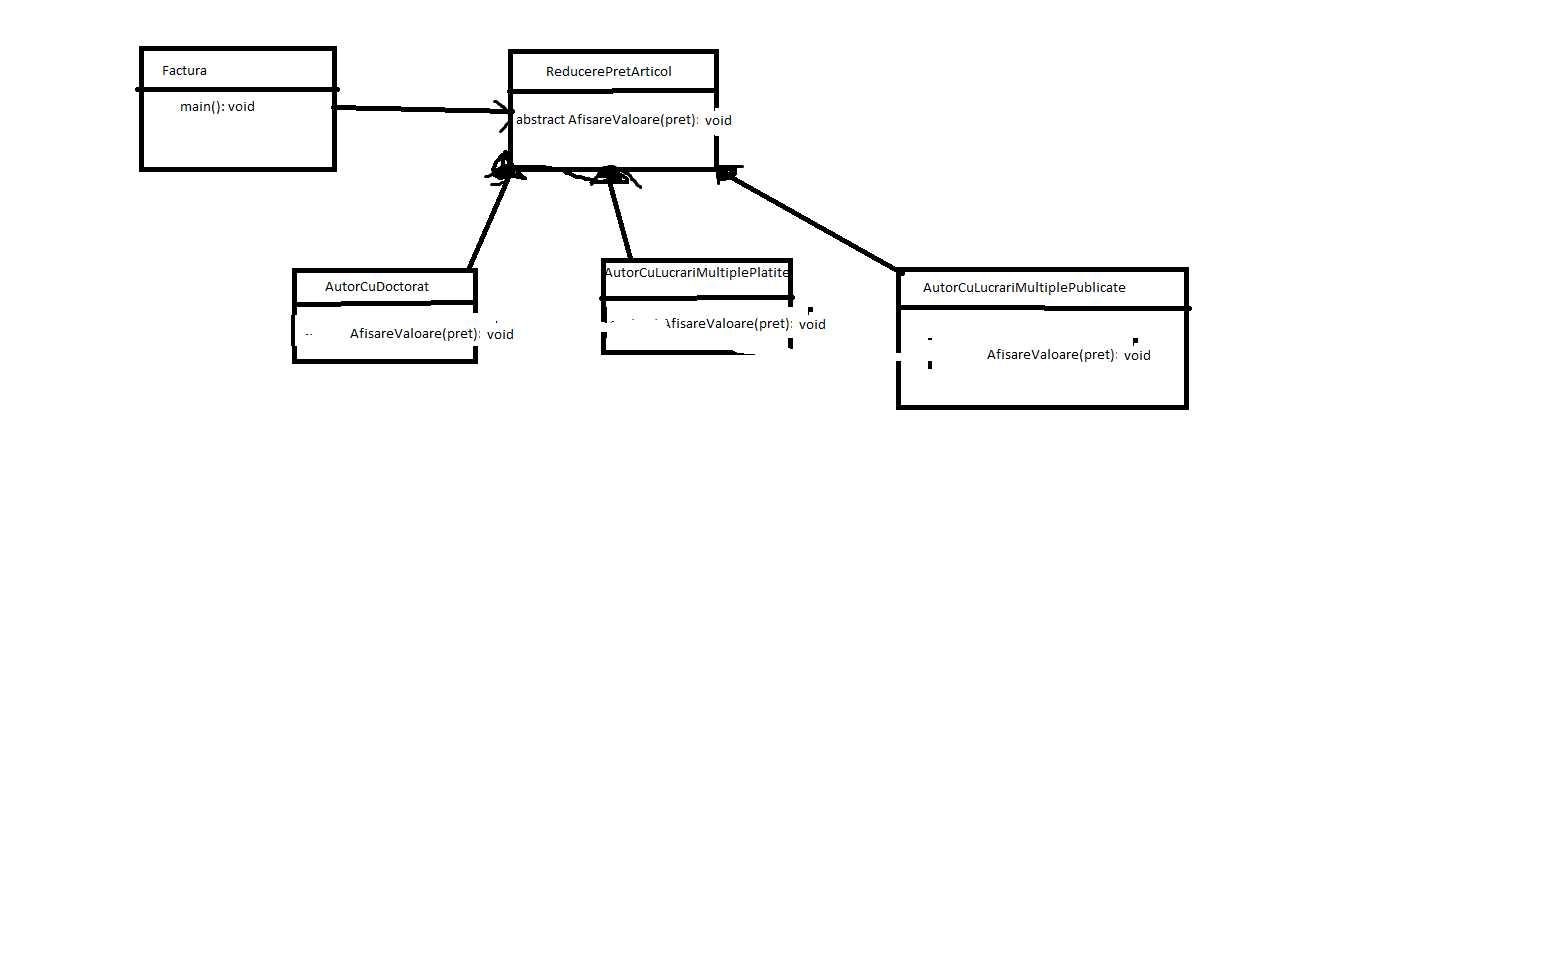 Factura
main(): void
ReducerePretArticol
abstract AfisareValoare(pret): void
AutorCuDoctorat
AfisareValoare(pret): void
AutorCuLucrariMultiplePlatite
AfisareValoare(pret): void
AutorCuLucrariMultiplePublicate
AfisareValoare(pret): void